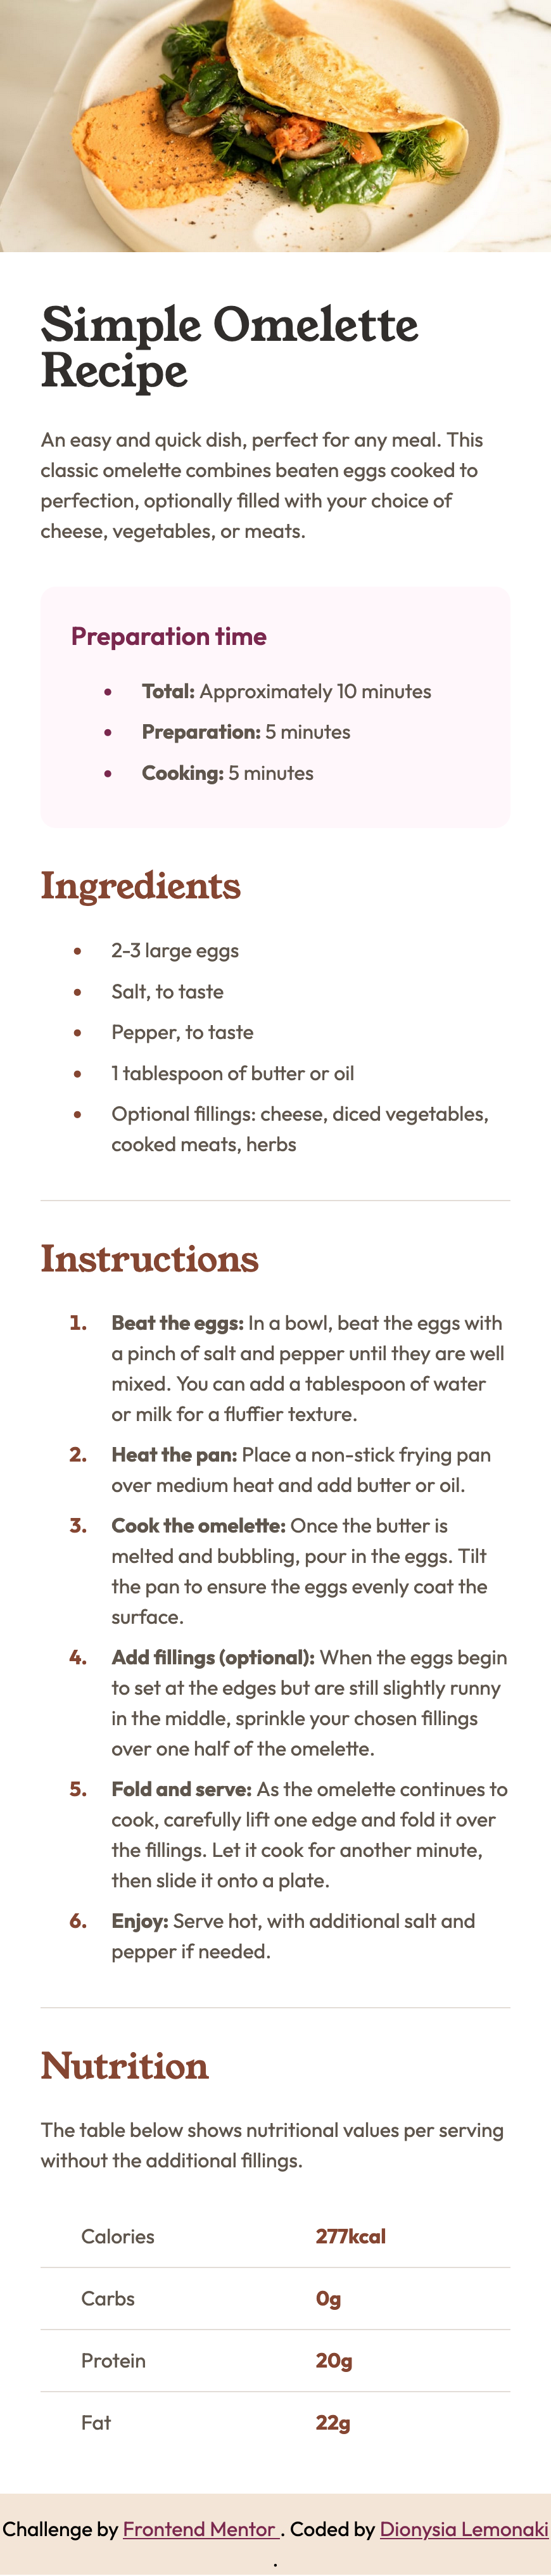 Simple Omelette
Recipe
An easy and quick dish, perfect for any meal. This
classic omelette combines beaten eggs cooked to
perfection, optionally filled with your choice of
cheese, vegetables, or meats.
Preparation time
• Total: Approximately 10 minutes
• Preparation: 5 minutes
• Cooking: 5 minutes
Ingredients
• 2-3 large eggs
• Salt, to taste
• Pepper, to taste
• 1 tablespoon of butter or oil
• Optional fillings: cheese, diced vegetables,
cooked meats, herbs
Instructions
1. Beat the eggs: In a bowl, beat the eggs with
a pinch of salt and pepper until they are well
mixed. You can add a tablespoon of water
or milk for a fluffier texture.
2. Heat the pan: Place a non-stick frying pan
over medium heat and add butter or oil.
3. Cook the omelette: Once the butter is
melted and bubbling, pour in the eggs. Tilt
the pan to ensure the eggs evenly coat the
surface.
4. Add fillings (optional): When the eggs begin
to set at the edges but are still slightly runny
in the middle, sprinkle your chosen fillings
over one half of the omelette.
5. Fold and serve: As the omelette continues to
cook, carefully lift one edge and fold it over
the fillings. Let it cook for another minute,
then slide it onto a plate.
6. Enjoy: Serve hot, with additional salt and
pepper if needed.
Nutrition
The table below shows nutritional values per serving
without the additional fillings.
Calories 277kcal
Carbs 0g
Protein 20g
Fat 22g
Challenge by Frontend Mentor . Coded by Dionysia Lemonaki
.